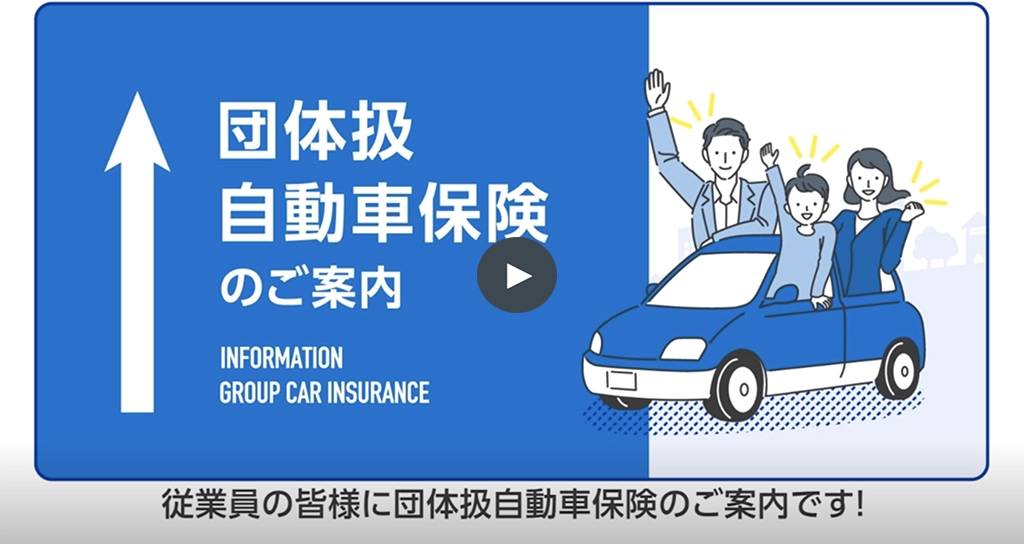 団体扱
自動車保険
のご案内
INFORMATION
GROUP CAR INSURANCE
従業員の皆様に団体扱自動車保険のご案内です!